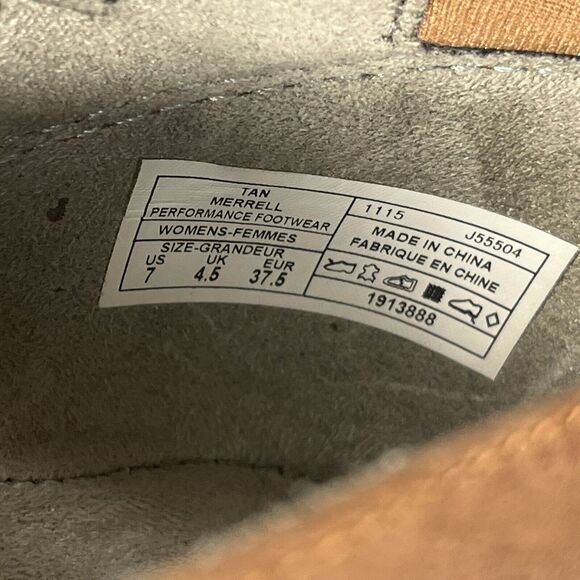 TAN
MERRELL
PERFORMANCE FOOTWEAR
WOMENS-FEMMES
SIZE-GRANDEUR
US UK EUR
7 4.5 37.5
1115 J55504
MADE IN CHINA
FABRIQUE EN CHINE
1913888